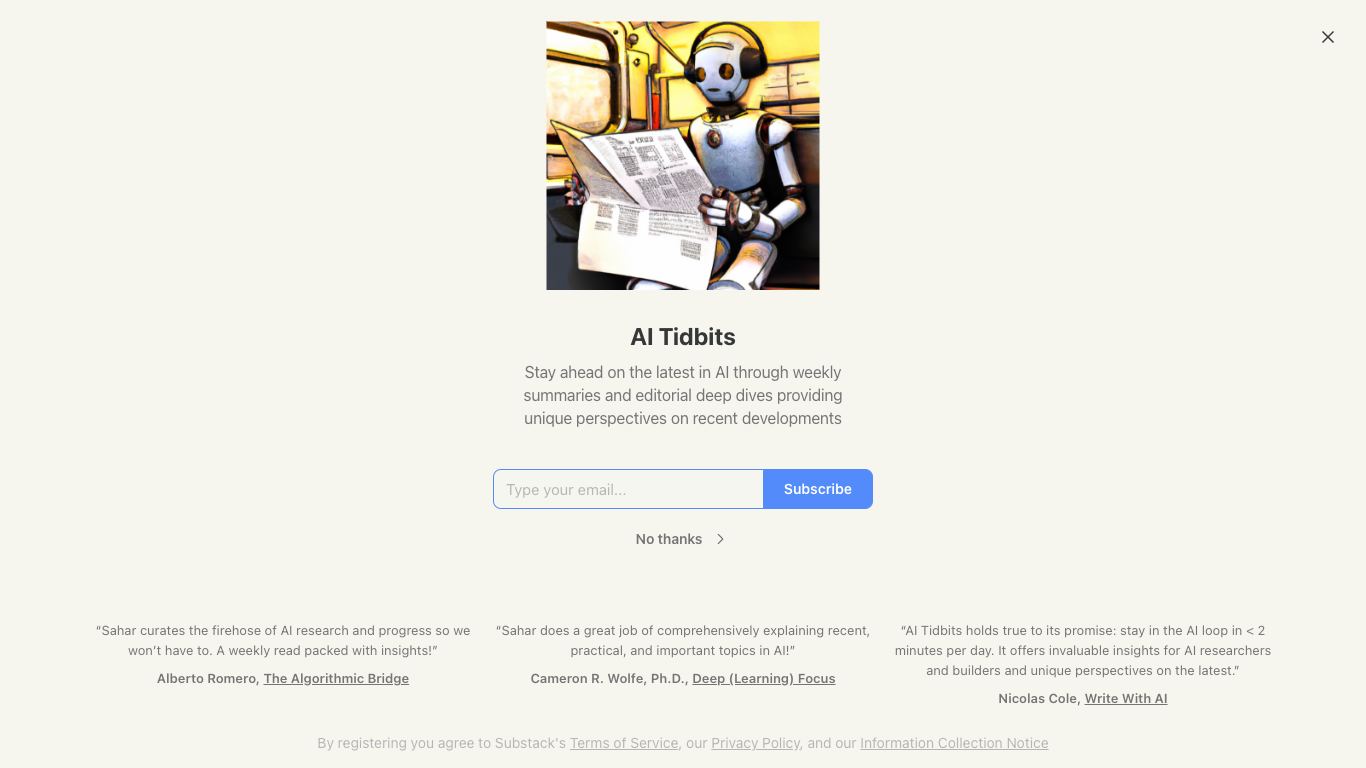 AI Tidbits
Stay ahead on the latest in AI through weekly
summaries and editorial deep dives providing
unique perspectives on recent developments
Type your email...
Subscribe
No thanks
“Sahar curates the firehose of AI research and progress so we
won’t have to. A weekly read packed with insights!”
Alberto Romero, The Algorithmic Bridge
“Sahar does a great job of comprehensively explaining recent,
practical, and important topics in AI!”
Cameron R. Wolfe, Ph.D., Deep (Learning) Focus
“AI Tidbits holds true to its promise: stay in the AI loop in < 2
minutes per day. It offers invaluable insights for AI researchers
and builders and unique perspectives on the latest.”
Nicolas Cole, Write With AI
By registering you agree to Substack's Terms of Service, our Privacy Policy, and our Information Collection Notice